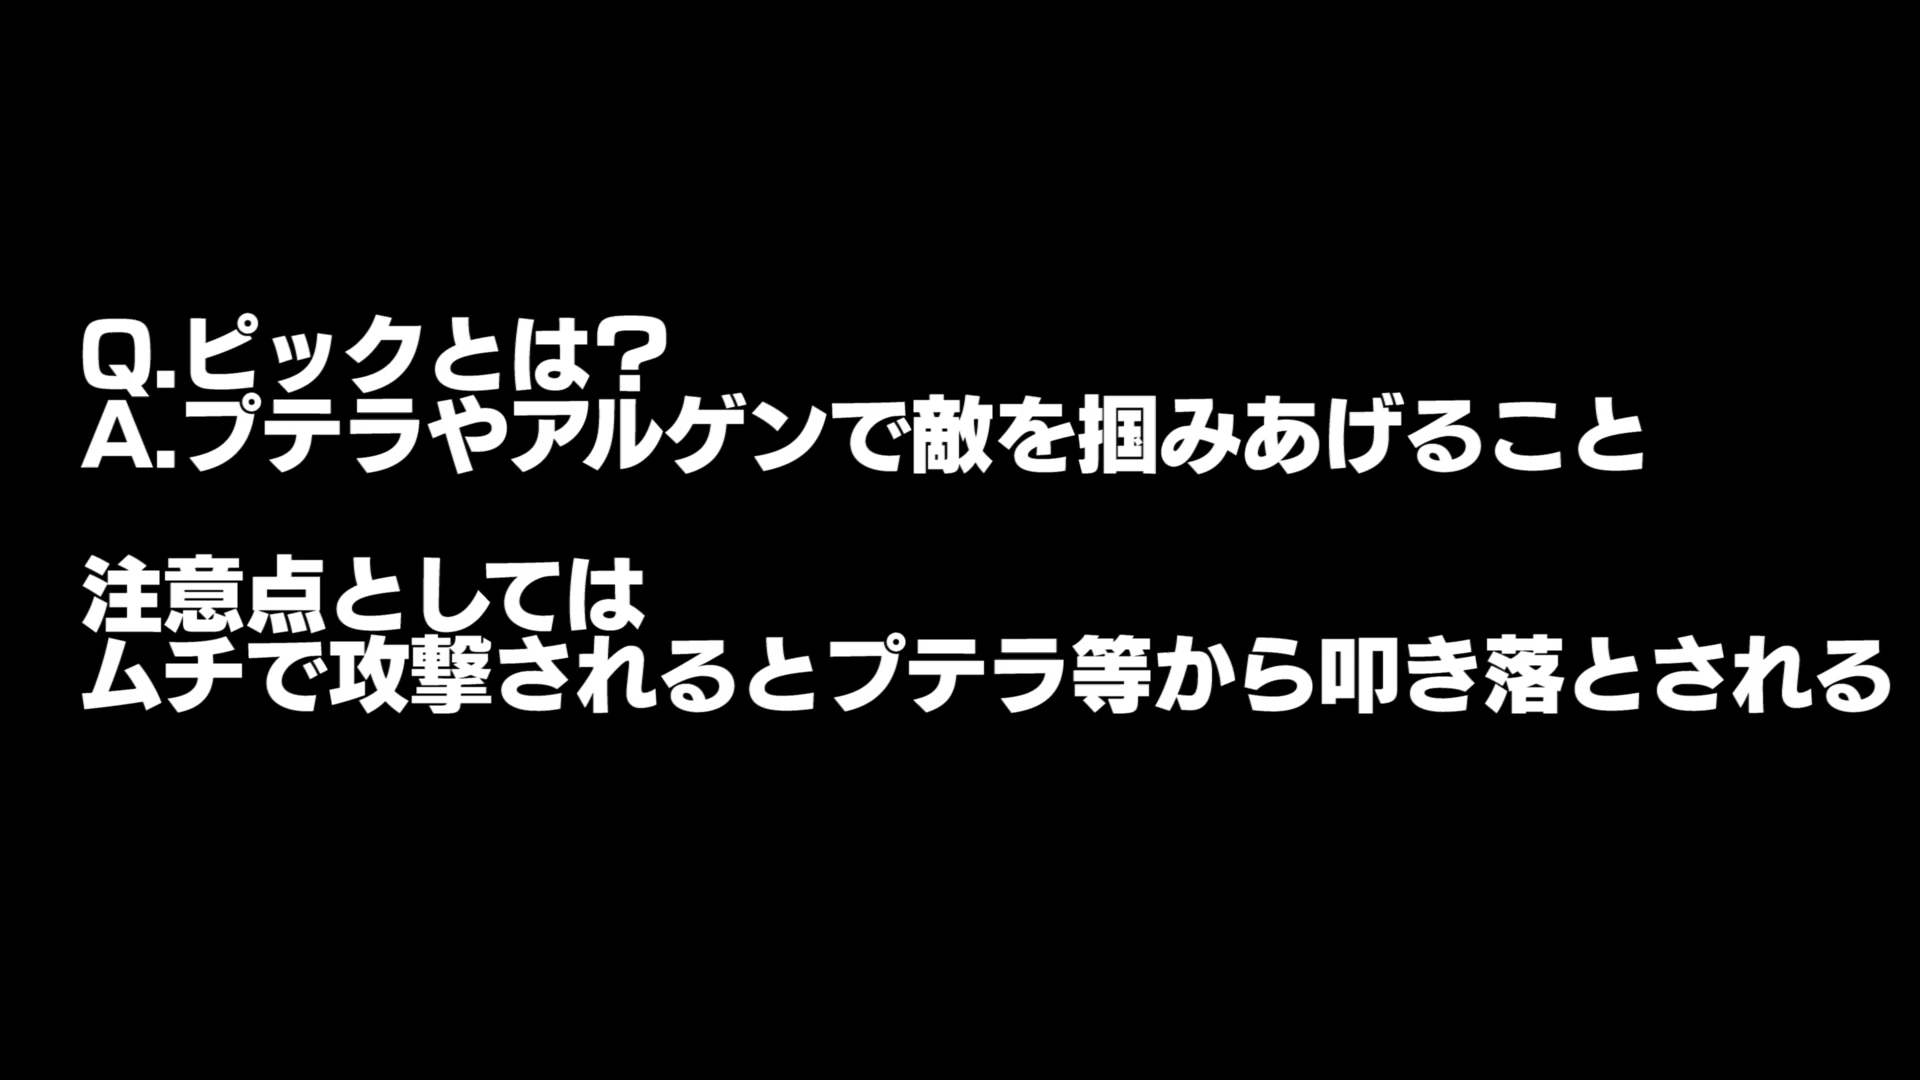 Q.ピックとは?
A.プテラやアルゲンで敵を掴みあげること
注意点としては
ムチで攻撃されるとプテラ等から叩き落とされる